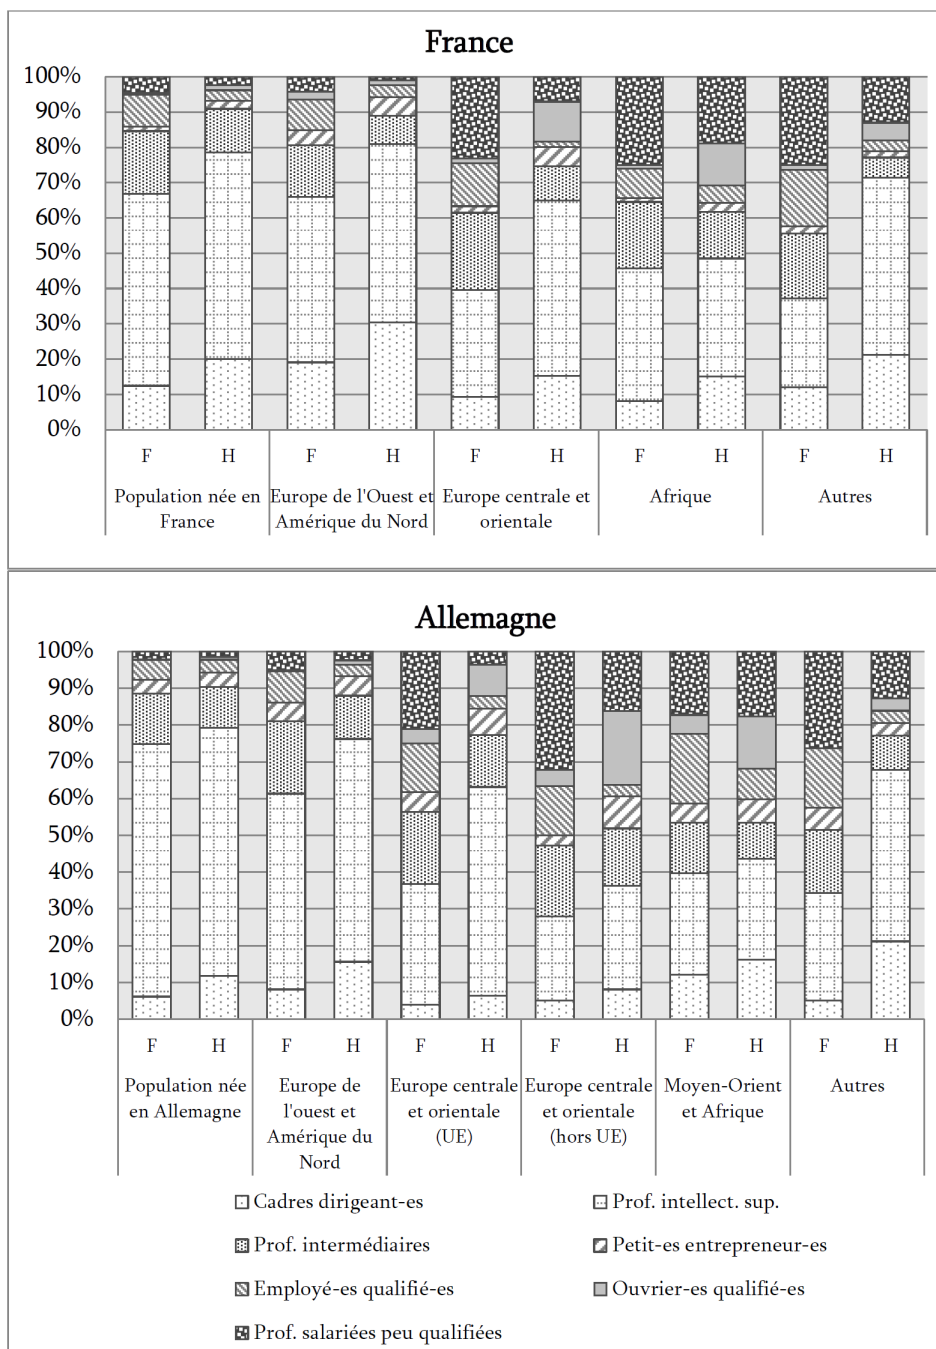 France
100%
90%
80%
70%
60%
50%
40%
30%
20%
10%
0%
F H F H F H F H F H
Population née en France
Europe de l'Ouest et Amérique du Nord
Europe centrale et orientale
Afrique
Autres
Allemagne
100%
90%
80%
70%
60%
50%
40%
30%
20%
10%
0%
F H F H F H F H F H F H
Population née en Allemagne
Europe de l'ouest et Amérique du Nord
Europe centrale et orientale (UE)
Europe centrale et orientale (hors UE)
Moyen-Orient et Afrique
Autres
Cadres dirigeant-es
Prof. intellect. sup.
Prof. intermédiaires
Petit-es entrepreneur-es
Employé-es qualifié-es
Ouvrier-es qualifié-es
Prof. salariées peu qualifiées